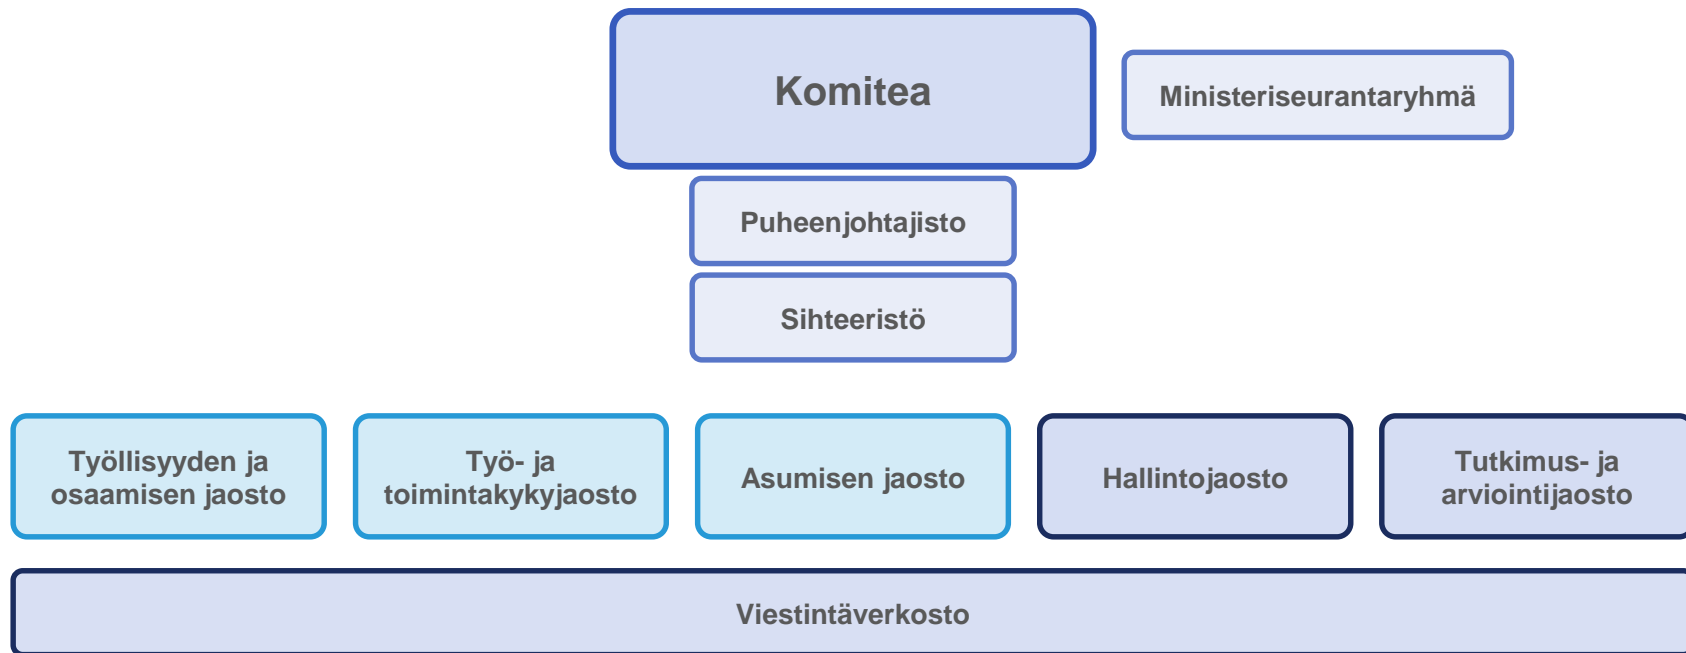 Komitea
Ministeriseurantaryhmä
Puheenjohtajisto
Sihteeristö
Työllisyyden ja
osaamisen jaosto
Työ- ja
toimintakykyjaosto
Asumisen jaosto
Hallintojaosto
Tutkimus- ja
arviointijaosto
Viestintäverkosto